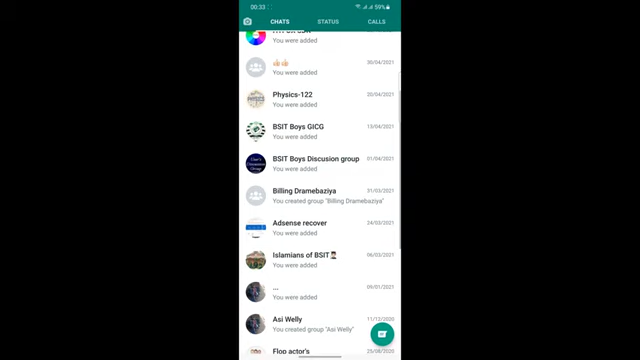 00:33
59%
CHATS STATUS CALLS
You were added
👍🏻👍🏻 30/04/2021
You were added
Physics-122 20/04/2021
You were added
BSIT Boys GICG 13/04/2021
You were added
BSIT Boys Discusion group 01/04/2021
You were added
Billing Dramebaziya 31/03/2021
You created group "Billing Dramebaziya"
Adsense recover 24/03/2021
You were added
Islamians of BSIT 06/03/2021
You were added
... 09/01/2021
You were added
Asi Welly 11/12/2020
You created group "Asi Welly"
Flop actor's 25/08/2020